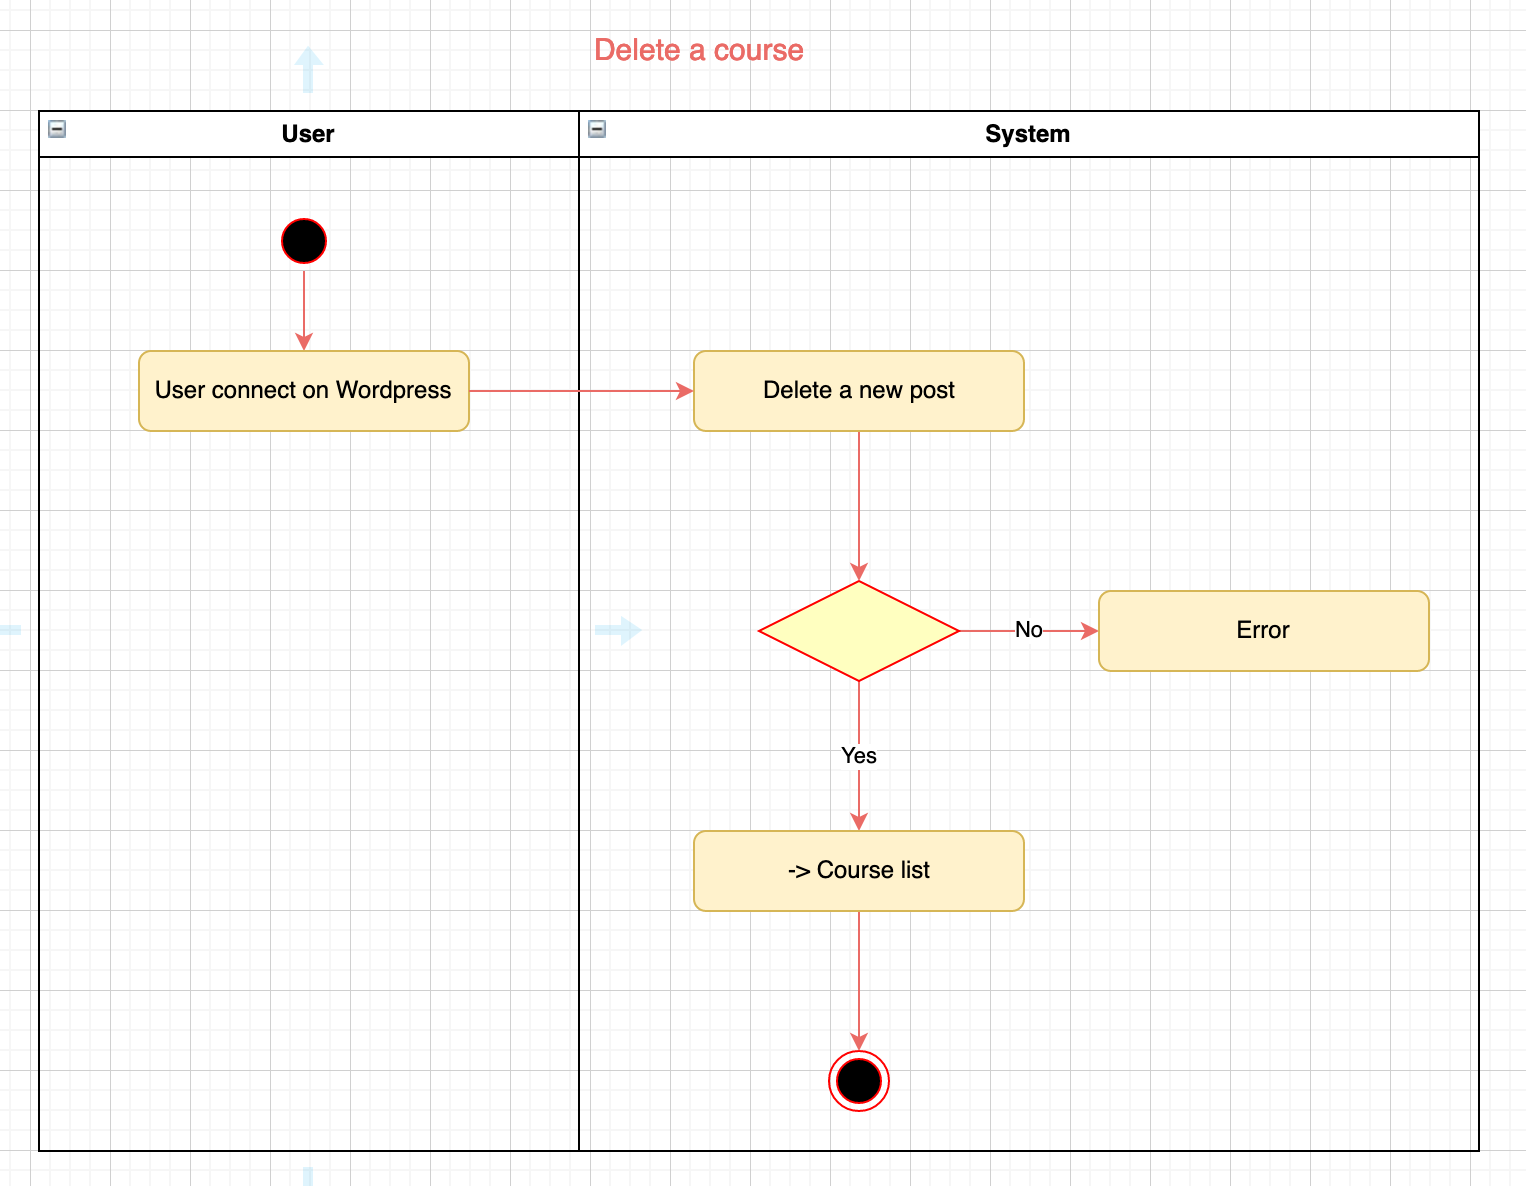 Delete a course
User
System
User connect on Wordpress
Delete a new post
No
Error
Yes
-> Course list